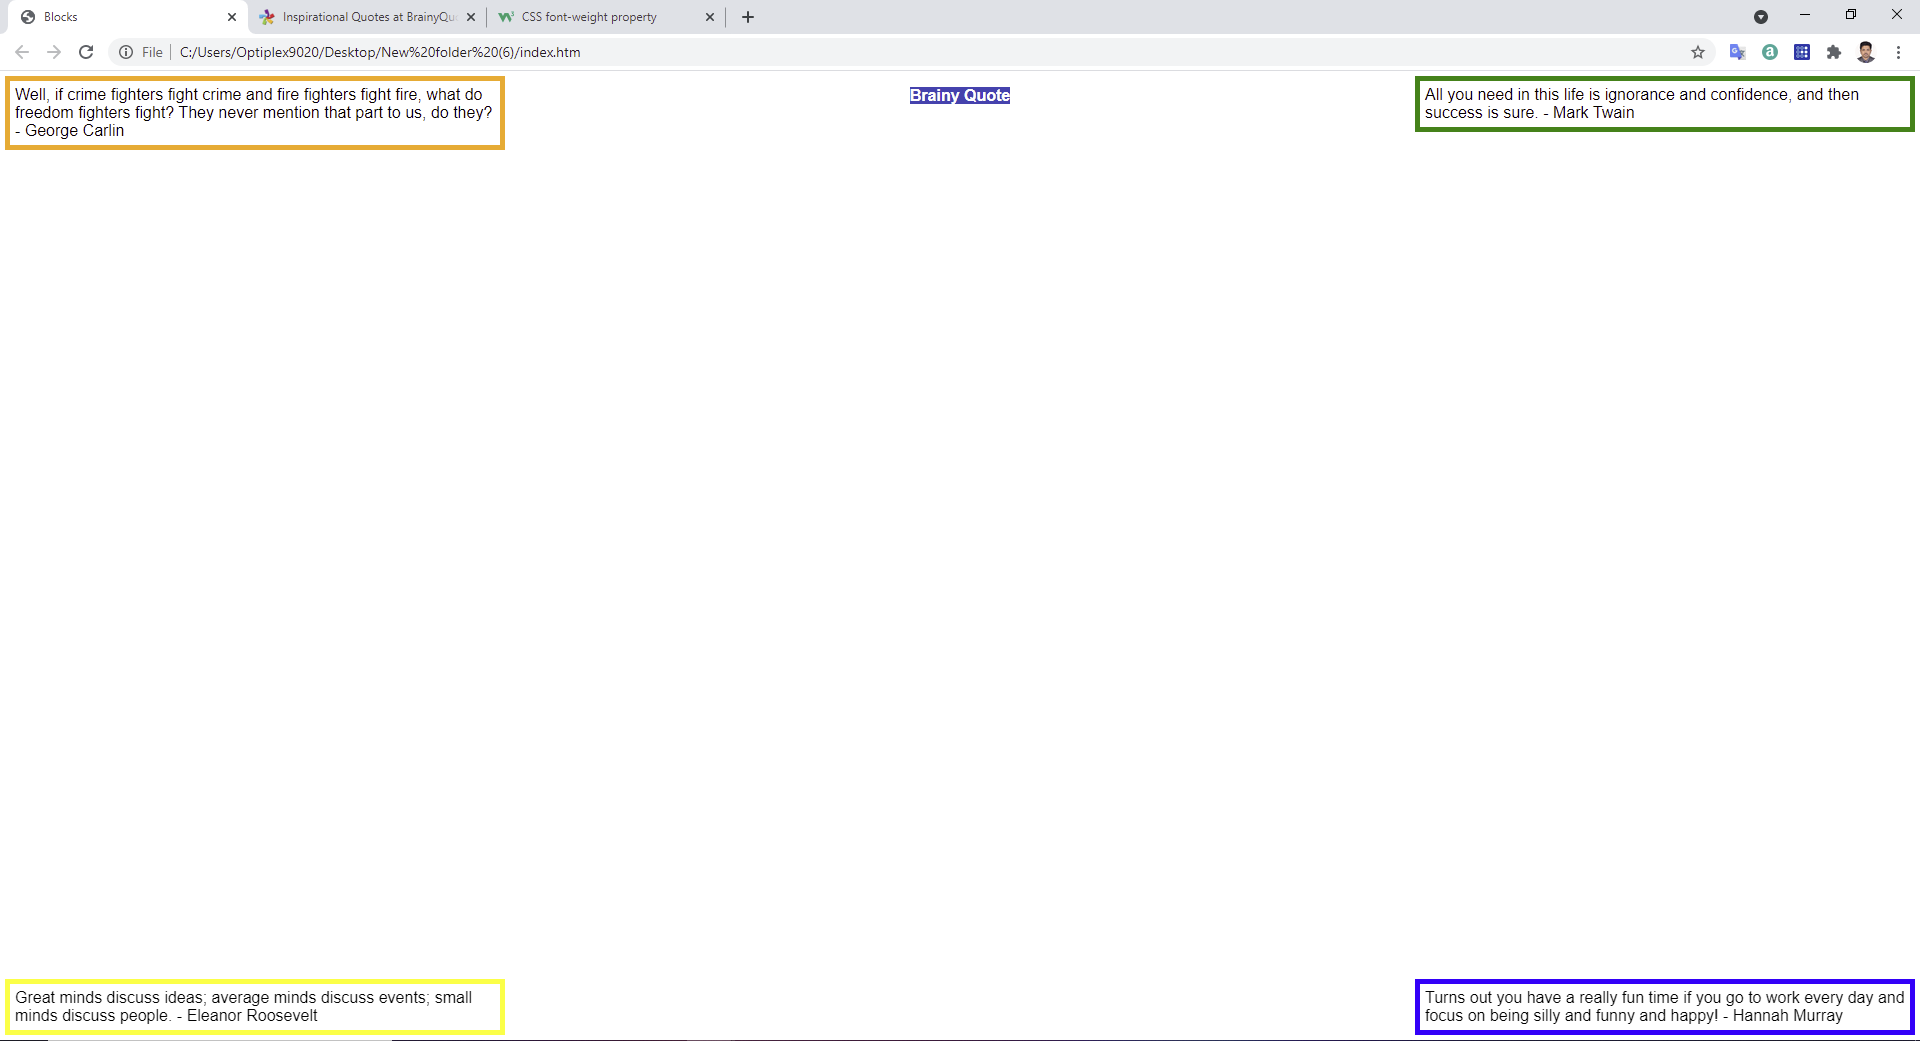 Blocks
Inspirational Quotes at BrainyQu
CSS font-weight property
File
C:/Users/Optiplex9020/Desktop/New%20folder%20(6)/index.htm
Well, if crime fighters fight crime and fire fighters fight fire, what do
freedom fighters fight? They never mention that part to us, do they?
- George Carlin
Brainy Quote
All you need in this life is ignorance and confidence, and then
success is sure. - Mark Twain
Great minds discuss ideas; average minds discuss events; small
minds discuss people. - Eleanor Roosevelt
Turns out you have a really fun time if you go to work every day and
focus on being silly and funny and happy! - Hannah Murray